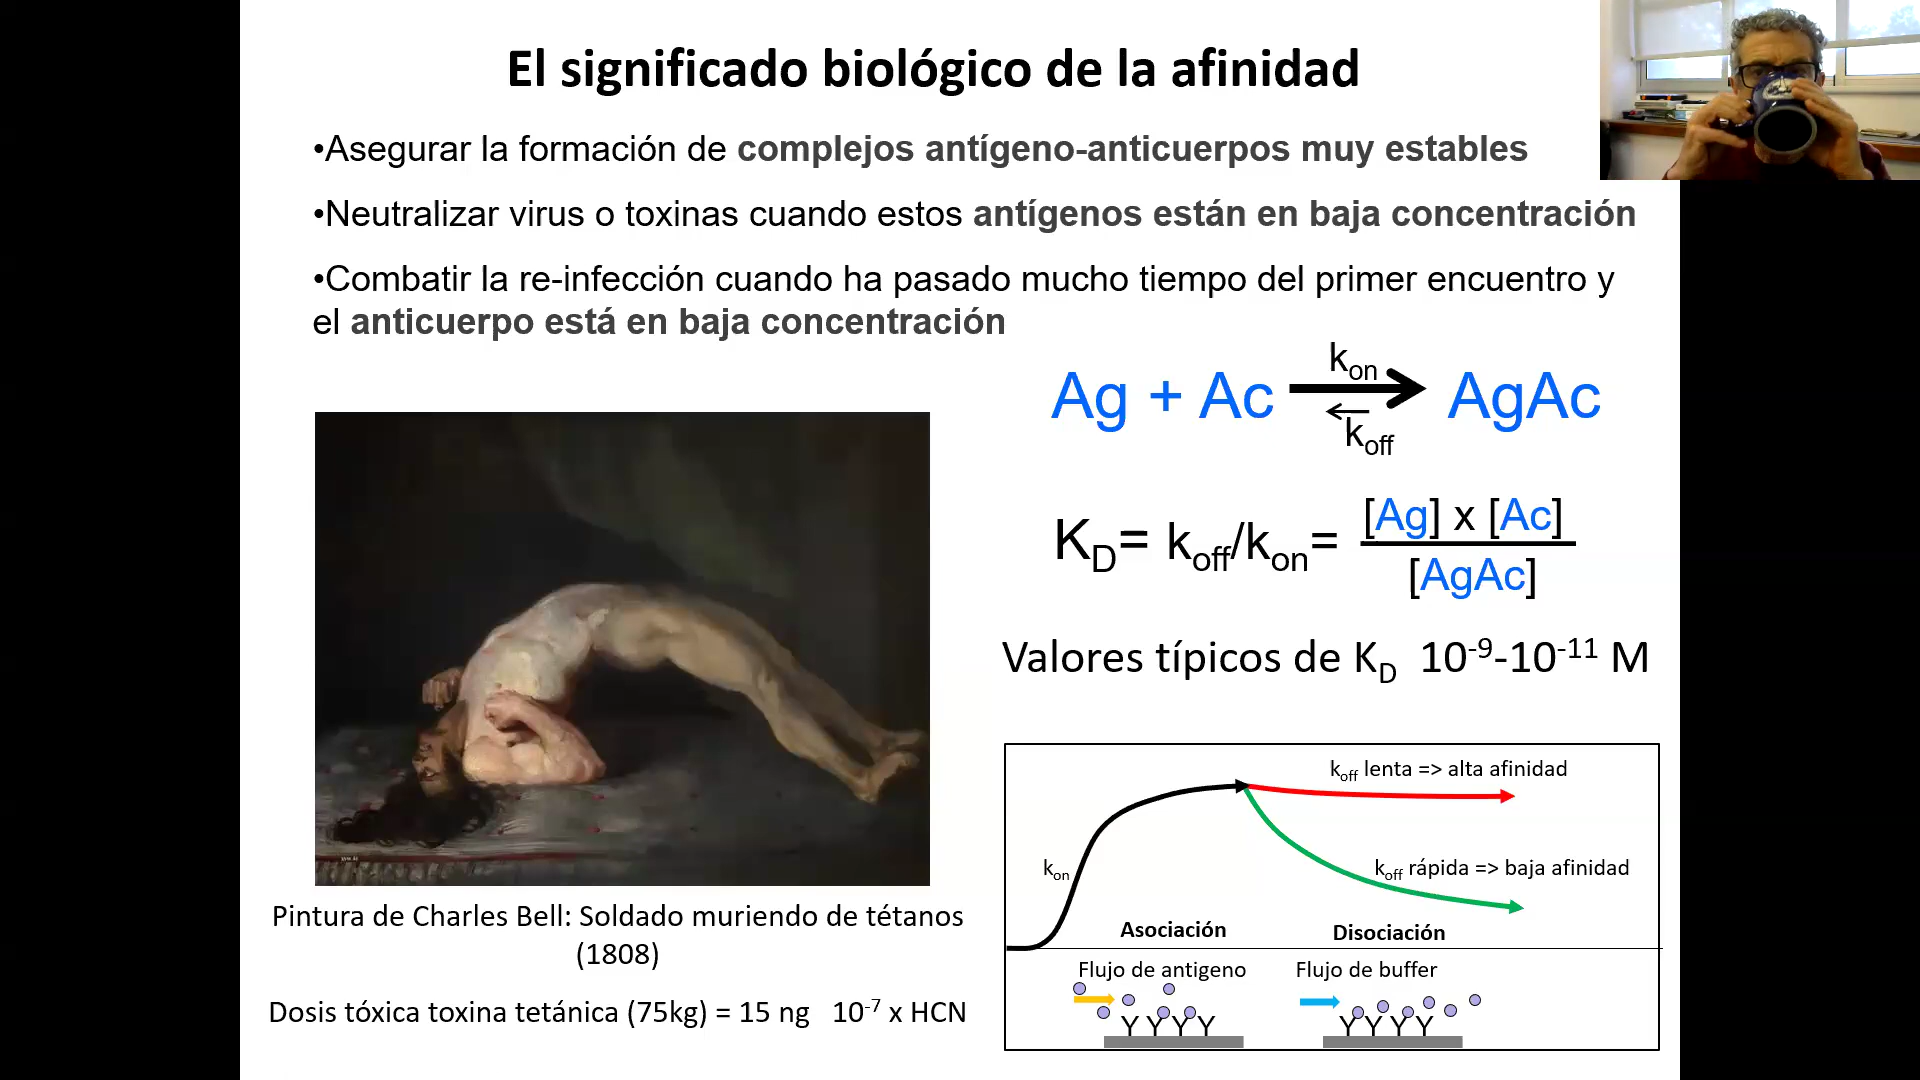 El significado biológico de la afinidad
•Asegurar la formación de complejos antígeno-anticuerpos muy estables
•Neutralizar virus o toxinas cuando estos antígenos están en baja concentración
•Combatir la re-infección cuando ha pasado mucho tiempo del primer encuentro y
el anticuerpo está en baja concentración
Ag + Ac kon koff AgAc
KD= koff/kon= [Ag] x [Ac]
[AgAc]
Valores típicos de KD 10-9-10-11 M
Pintura de Charles Bell: Soldado muriendo de tétanos
(1808)
Dosis tóxica toxina tetánica (75kg) = 15 ng 10-7 x HCN
koff lenta => alta afinidad
kon
koff rápida => baja afinidad
Asociación
Disociación
Flujo de antigeno
Flujo de buffer